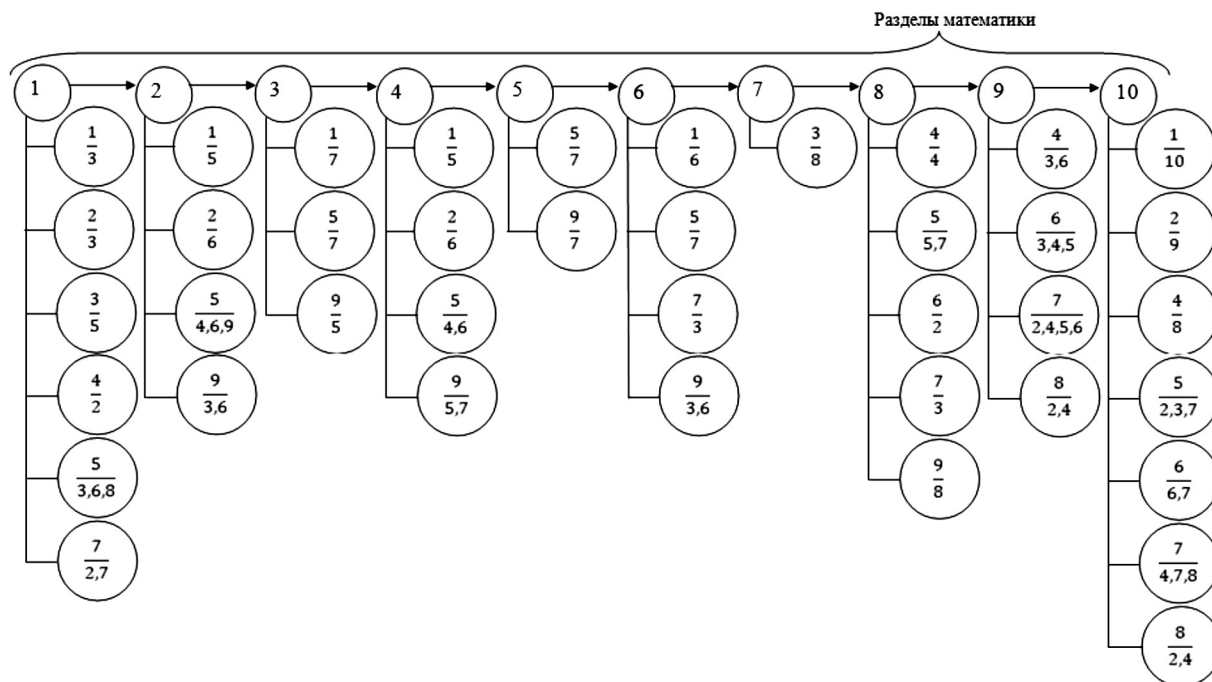 Разделы математики
1 2 3 4 5 6 7 8 9 10
1/3 1/5 1/7 1/5 5/7 1/6 3/8 4/4 4/3,6 1/10
2/3 2/6 5/7 2/6 9/7 5/7 5/5,7 6/3,4,5 2/9
3/5 5/4,6,9 9/5 5/4,6 7/3 6/2 7/2,4,5,6 4/8
4/2 9/3,6 9/5,7 9/3,6 7/3 8/2,4 5/2,3,7
5/3,6,8 9/8 6/6,7
7/2,7 7/4,7,8
8/2,4